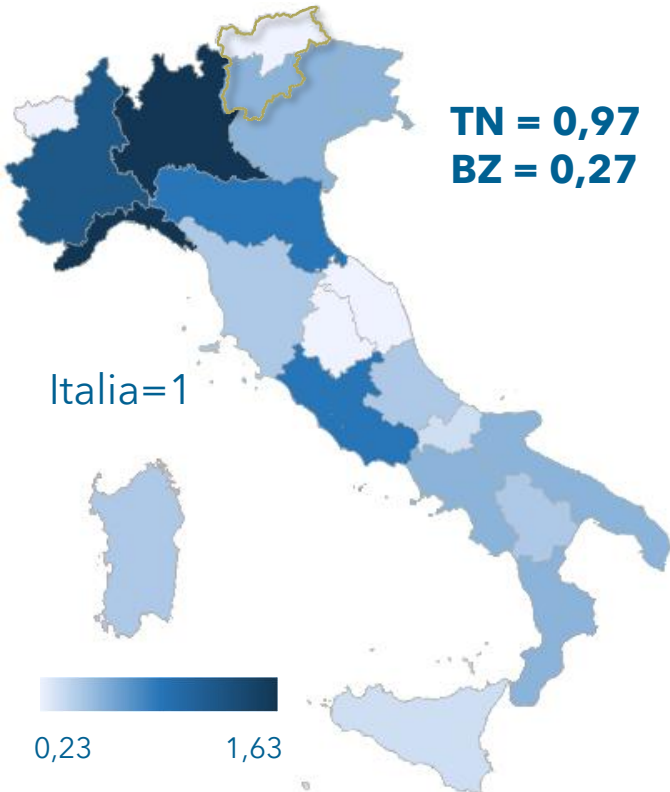 TN = 0,97
BZ = 0,27
Italia=1
0,23
1,63